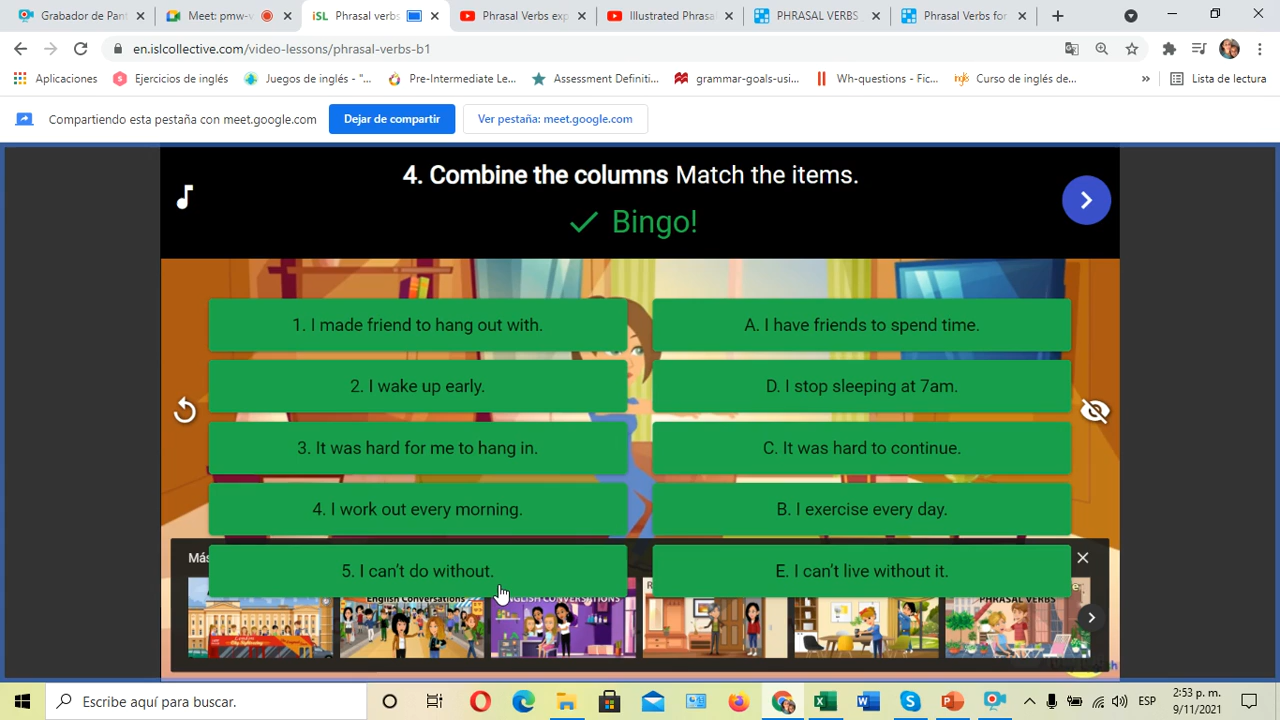 Grabador de Pant
Meet: pmw-v
iSL Phrasal verbs
Phrasal Verbs exp
Illustrated Phrasal
PHRASAL VERBS
Phrasal Verbs for
en.islcollective.com/video-lessons/phrasal-verbs-b1
Aplicaciones
Ejercicios de inglés
Juegos de inglés - "...
Pre-Intermediate Le...
Assessment Definiti...
grammar-goals-usi...
Wh-questions - Fic...
Curso de inglés de...
»
Lista de lectura
Compartiendo esta pestaña con meet.google.com
Dejar de compartir
Ver pestaña: meet.google.com
4. Combine the columns Match the items.
Bingo!
1. I made friend to hang out with.
A. I have friends to spend time.
2. I wake up early.
D. I stop sleeping at 7am.
3. It was hard for me to hang in.
C. It was hard to continue.
4. I work out every morning.
B. I exercise every day.
Más
5. I can't do without.
E. I can't live without it.
English Conversations
ENGLISH CONVERSATIONS
PHRASAL VERBS
Escribe aquí para buscar.
ESP
2:53 p. m.
9/11/2021